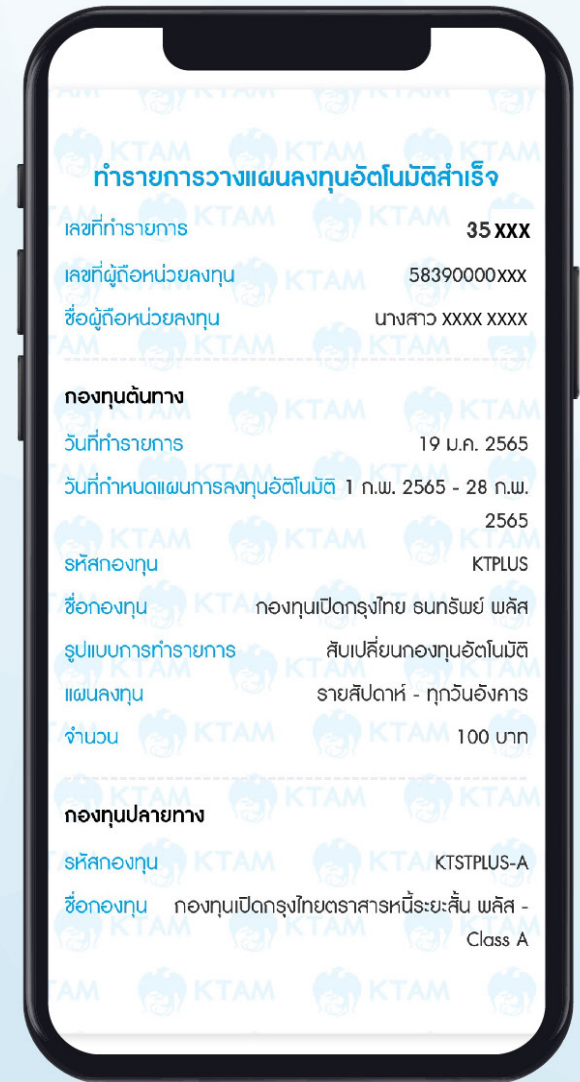 ทำรายการวางแผนลงทุนอัตโนมัติสำเร็จ
เลขที่ทำรายการ 35 XXX
เลขที่ผู้ถือหน่วยลงทุน 58390000XXX
ชื่อผู้ถือหน่วยลงทุน นางสาว XXXX XXXX
กองทุนต้นทาง
วันที่ทำรายการ 19 ม.ค. 2565
วันที่กำหนดแผนการลงทุนอัติโนมัติ 1 ก.พ. 2565 - 28 ก.พ.
2565
รหัสกองทุน KTPLUS
ชื่อกองทุน กองทุนเปิดกรุงไทย ธนทรัพย์ พลัส
รูปแบบการทำรายการ สับเปลี่ยนกองทุนอัตโนมัติ
แผนลงทุน รายสัปดาห์ - ทุกวันอังคาร
จำนวน 100 บาท
กองทุนปลายทาง
รหัสกองทุน KTSTPLUS-A
ชื่อกองทุน กองทุนเปิดกรุงไทยตราสารหนี้ระยะสั้น พลัส -
Class A
KTAM